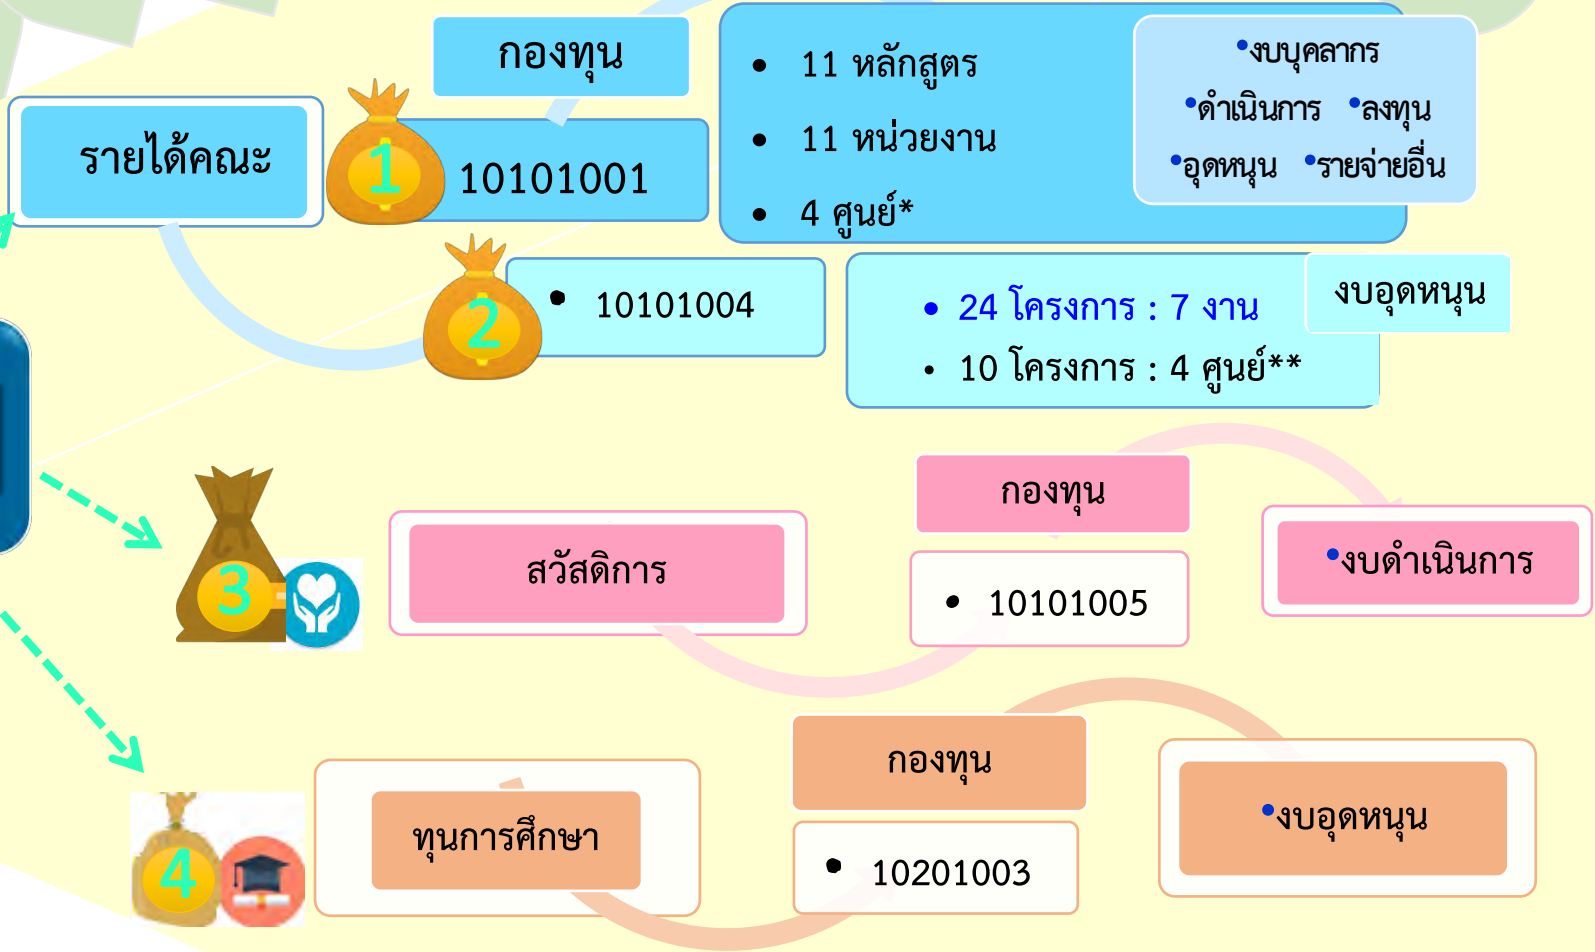 กองทุน
รายได้คณะ
1
10101001
• 11 หลักสูตร
• 11 หน่วยงาน
• 4 ศูนย์*
•งบบุคลากร
•ดำเนินการ •ลงทุน
•อุดหนุน •รายจ่ายอื่น
2
• 10101004
• 24 โครงการ : 7 งาน
• 10 โครงการ : 4 ศูนย์**
งบอุดหนุน
3
สวัสดิการ
กองทุน
• 10101005
•งบดำเนินการ
4
ทุนการศึกษา
กองทุน
• 10201003
•งบอุดหนุน